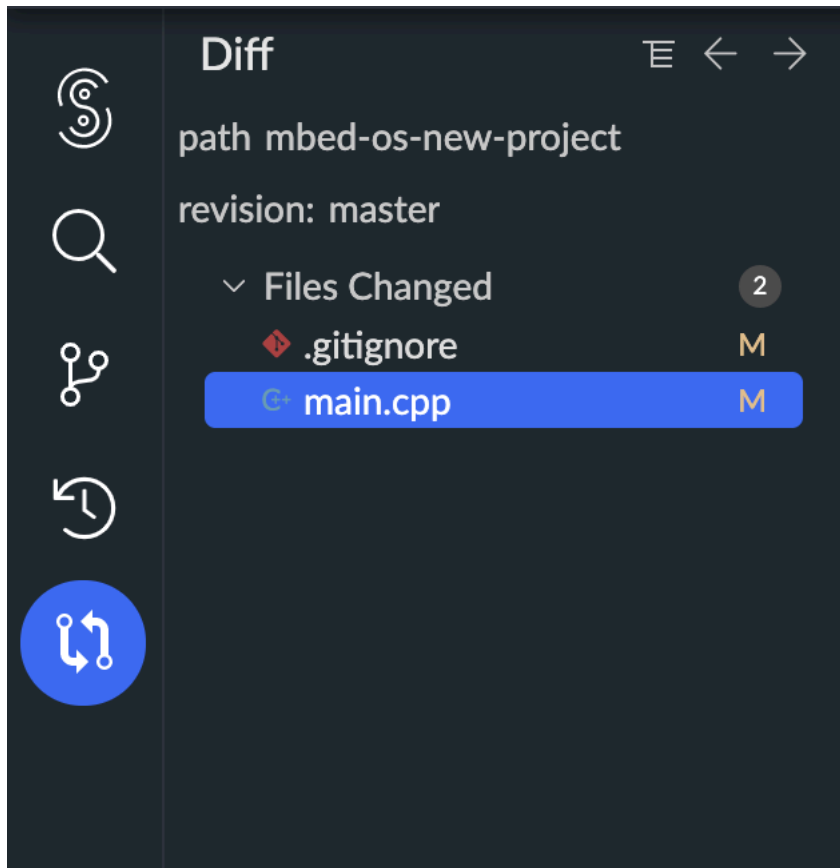 Diff
path mbed-os-new-project
revision: master
Files Changed 2
.gitignore M
C++ main.cpp M